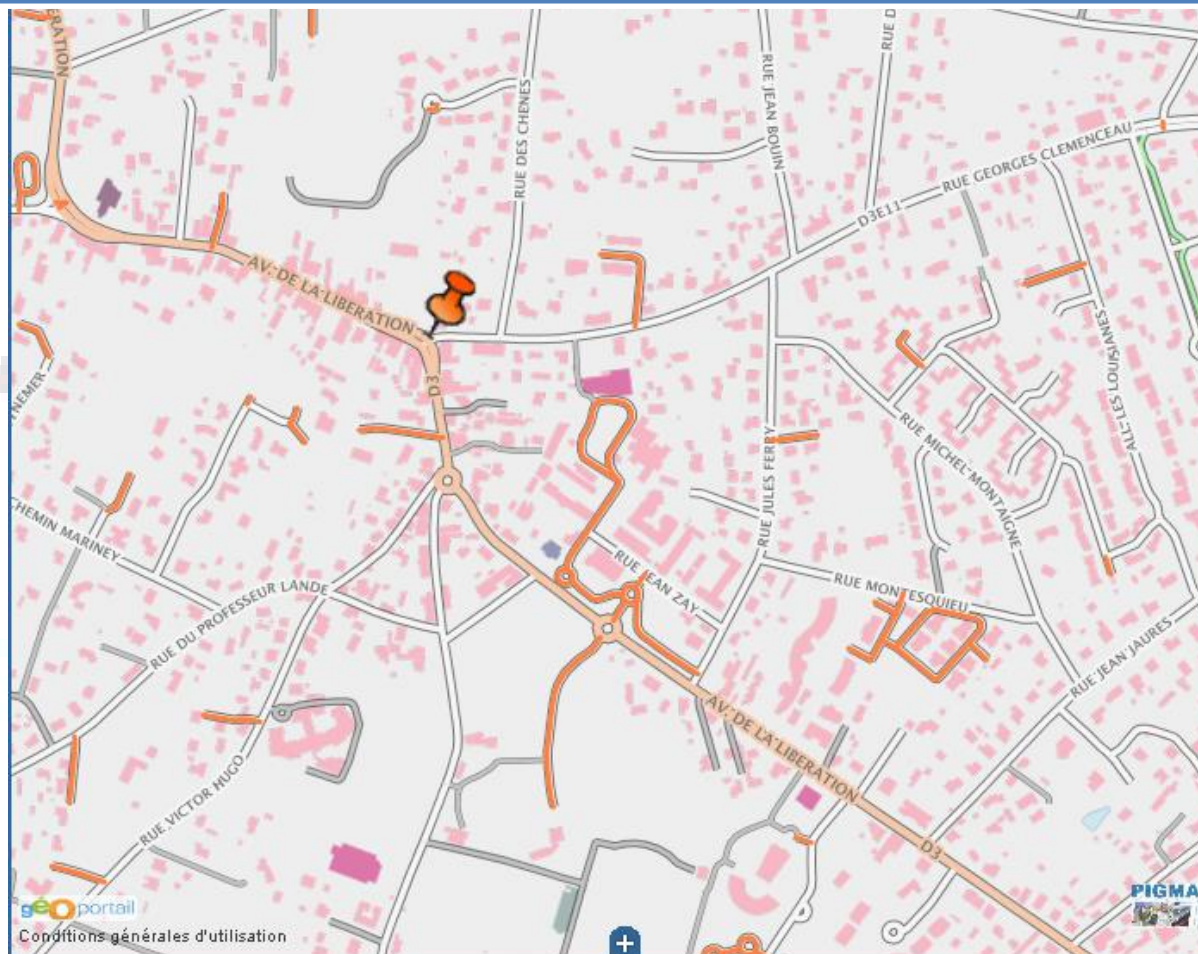 ERATION
RUE DES CHENES
RUE JEAN BOUIN
RUE D
RUE GEORGES CLEMENCEAU
D3E11
AV. DE LA LIBERATION
D3
NEMER
ALL. LES LOUISIANES
RUE MICHEL MONTAIGNE
RUE JULES FERRY
CHEMIN MARINEY
RUE JEAN ZAY
RUE DU PROFESSEUR LANDE
RUE MONTESQUIEU
RUE JEAN JAURES
AV. DE LA LIBERATION
RUE VICTOR HUGO
D3
PIGMA
géoportail
Conditions générales d'utilisation